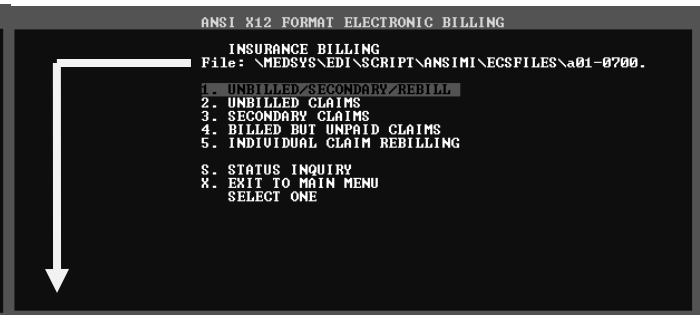 ANSI X12 FORMAT ELECTRONIC BILLING
INSURANCE BILLING
File: \MEDSYS\EDI\SCRIPT\ANSIMI\ECSFILES\a01-0700.
1. UNBILLED/SECONDARY/REBILL
2. UNBILLED CLAIMS
3. SECONDARY CLAIMS
4. BILLED BUT UNPAID CLAIMS
5. INDIVIDUAL CLAIM REBILLING
S. STATUS INQUIRY
X. EXIT TO MAIN MENU
SELECT ONE